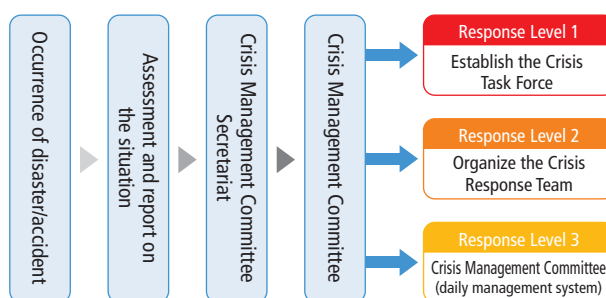 Occurrence of disaster/accident
Assessment and report on
the situation
Crisis Management Committee
Secretariat
Crisis Management Committee
Response Level 1
Establish the Crisis
Task Force
Response Level 2
Organize the Crisis
Response Team
Response Level 3
Crisis Management Committee
(daily management system)